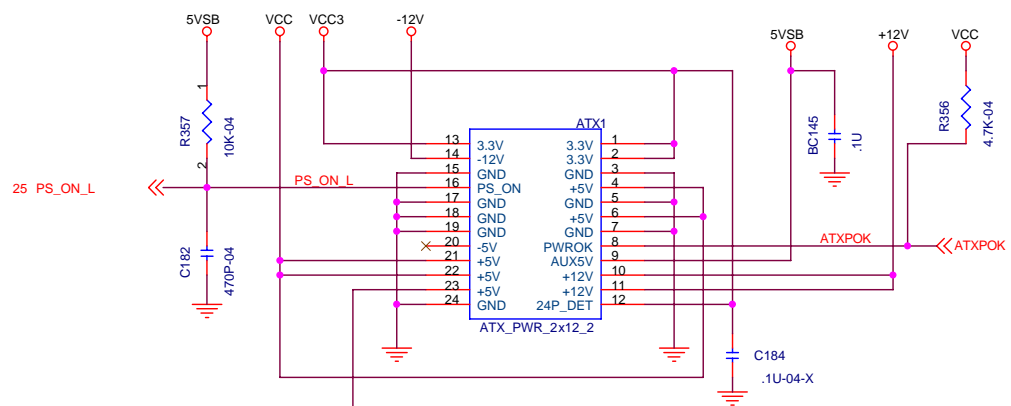 5VSB VCC VCC3 -12V 5VSB +12V VCC
1
R357
10K-04
2
BC145
.1U
R356
4.7K-04
ATX1
13 3.3V 3.3V 1
14 -12V 3.3V 2
15 GND GND 3
25 PS_ON_L PS_ON_L 16 PS_ON +5V 4
17 GND GND 5
18 GND +5V 6
19 GND GND 7
20 -5V PWROK 8 ATXPOK ATXPOK
21 +5V AUX5V 9
22 +5V +12V 10
23 +5V +12V 11
24 GND 24P_DET 12
C182
470P-04
ATX_PWR_2x12_2
C184
.1U-04-X